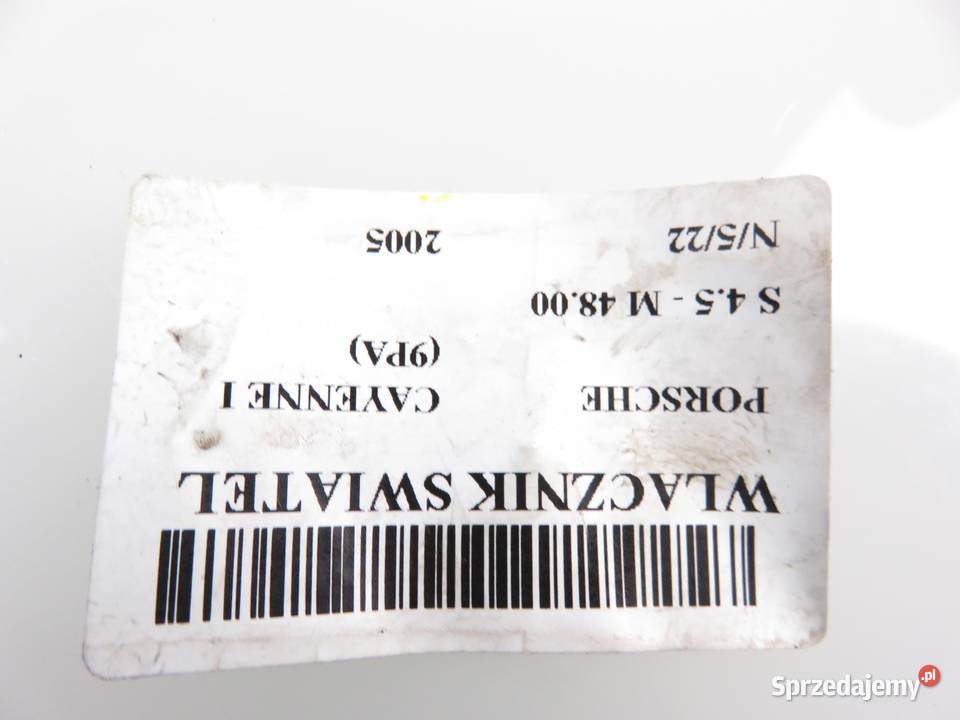 WLACZNIK SWIATEL
PORSCHE CAYENNE I
(9PA)
S 4.5 - M 48.00
N/5/22 2005
Sprzedajemy.pl